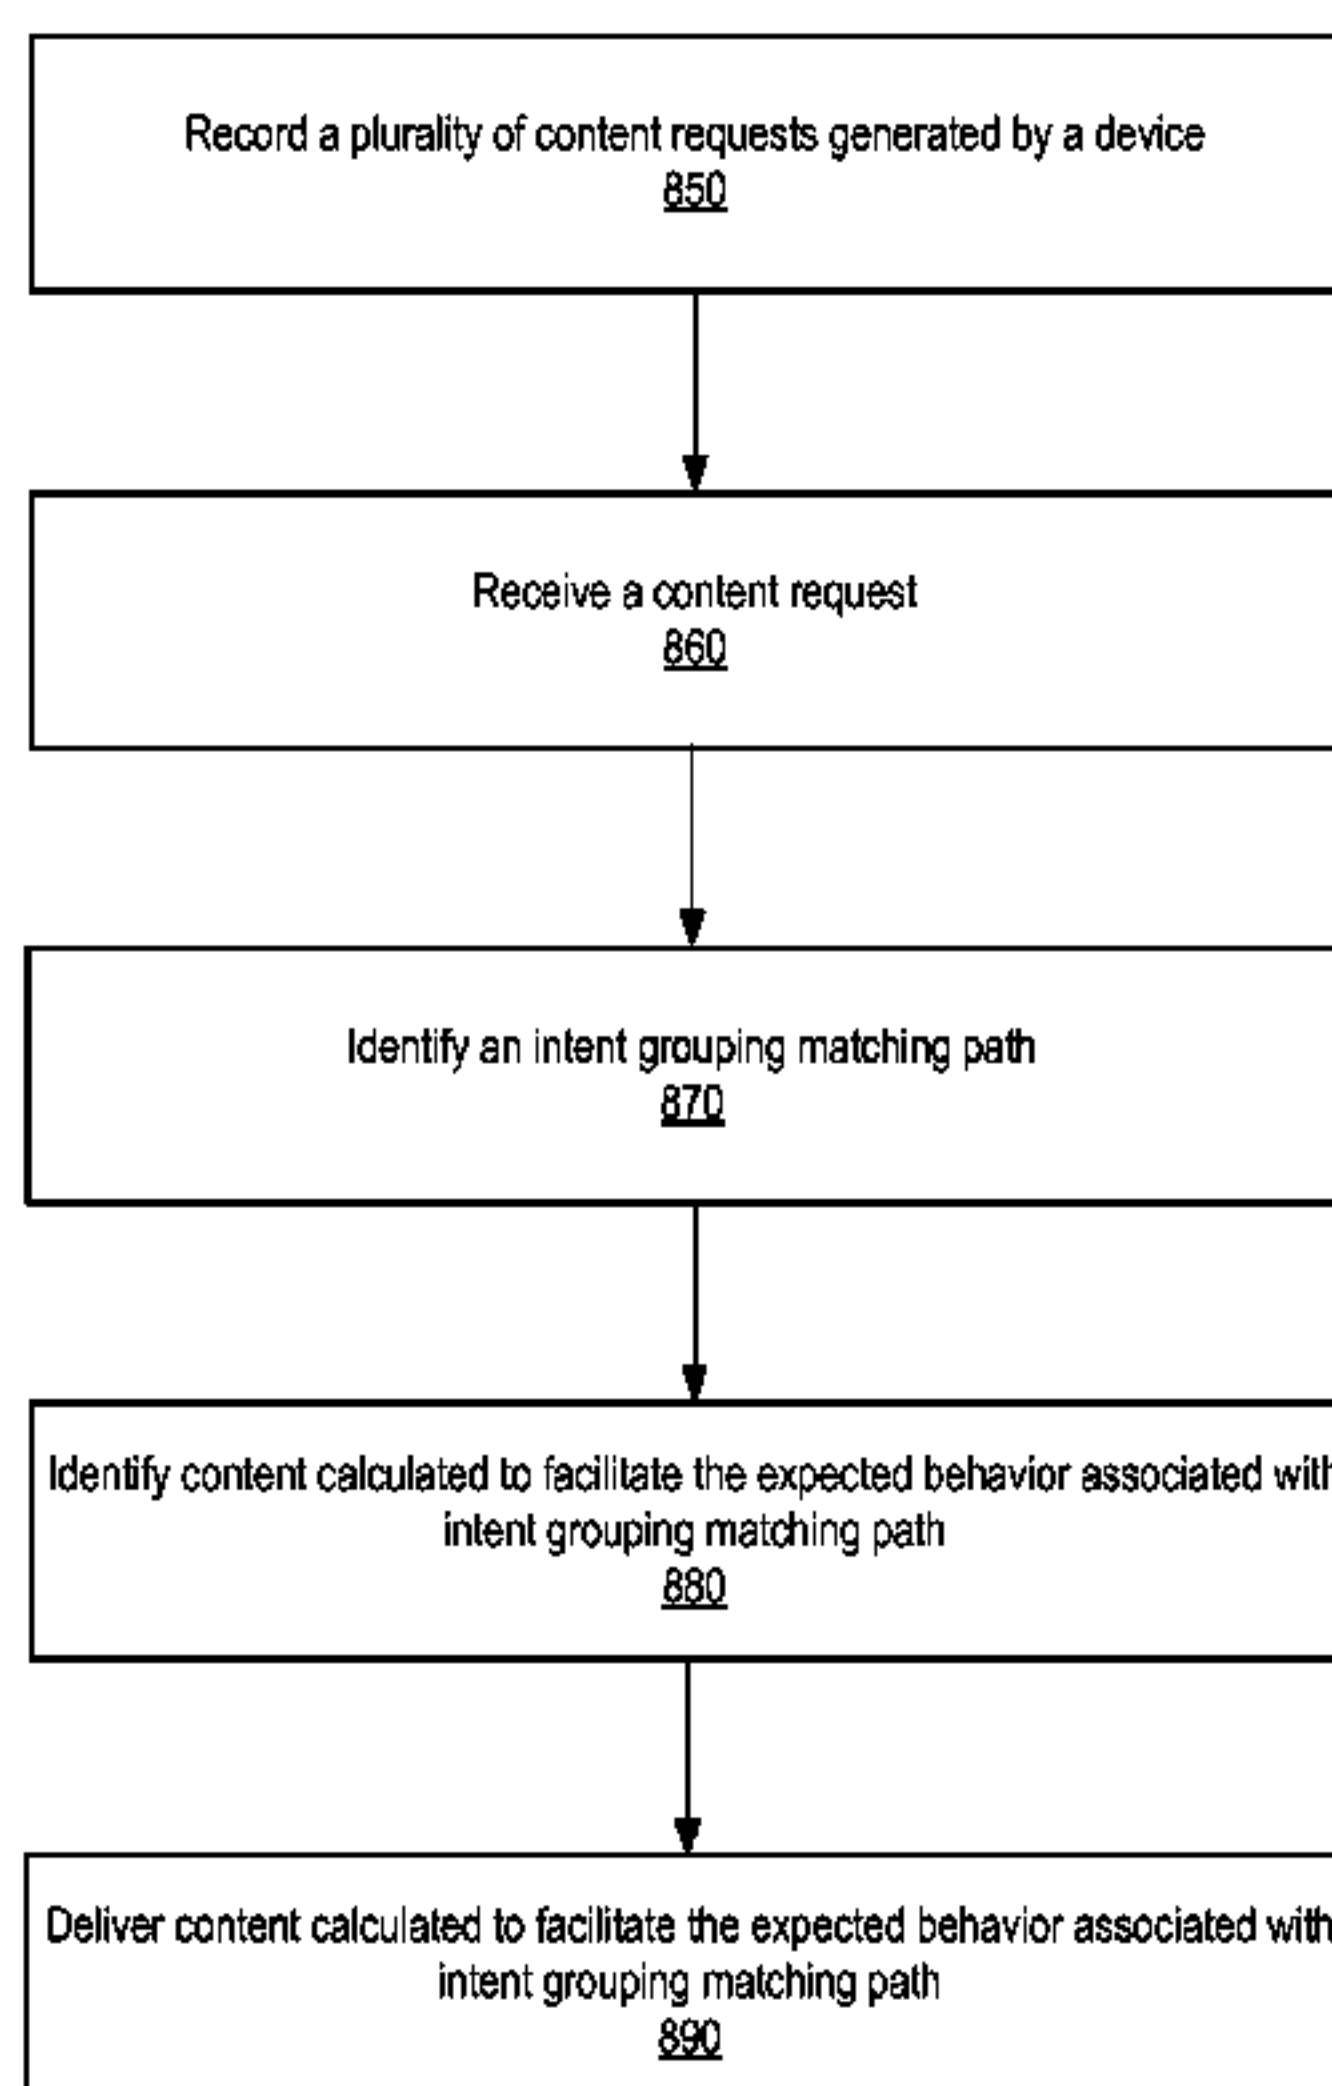 Record a plurality of content requests generated by a device
850
Receive a content request
860
Identify an intent grouping matching path
870
Identify content calculated to facilitate the expected behavior associated with
intent grouping matching path
880
Deliver content calculated to facilitate the expected behavior associated with
intent grouping matching path
890